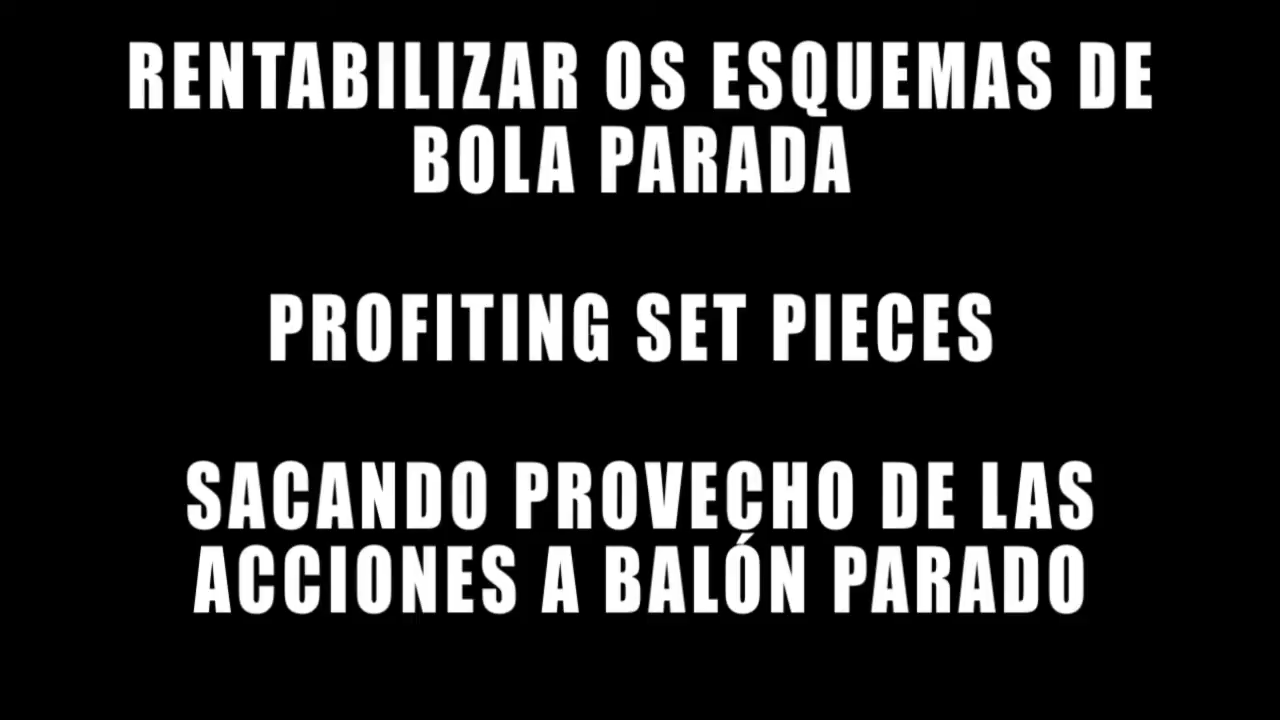 RENTABILIZAR OS ESQUEMAS DE
BOLA PARADA
PROFITING SET PIECES
SACANDO PROVECHO DE LAS
ACCIONES A BALÓN PARADO